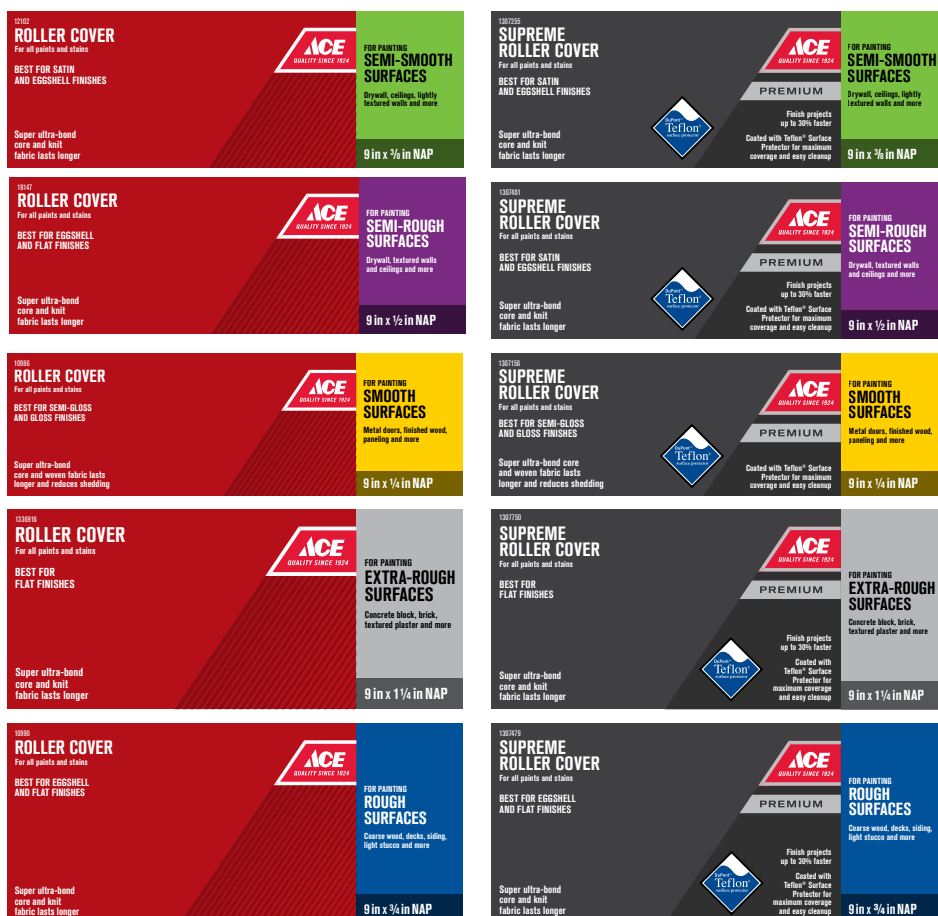 12102
ROLLER COVER
For all paints and stains
BEST FOR SATIN
AND EGGSHELL FINISHES
Super ultra-bond
core and knit
fabric lasts longer
ACE
QUALITY SINCE 1924
FOR PAINTING
SEMI-SMOOTH
SURFACES
Drywall, ceilings, lightly
textured walls and more
9 in x 3/8 in NAP
1307255
SUPREME
ROLLER COVER
For all paints and stains
BEST FOR SATIN
AND EGGSHELL FINISHES
Super ultra-bond
core and knit
fabric lasts longer
DuPont™
Teflon®
surface protector
ACE
QUALITY SINCE 1924
PREMIUM
Finish projects
up to 30% faster
Coated with Teflon® Surface
Protector for maximum
coverage and easy cleanup
FOR PAINTING
SEMI-SMOOTH
SURFACES
Drywall, ceilings, lightly
textured walls and more
9 in x 3/8 in NAP
18147
ROLLER COVER
For all paints and stains
BEST FOR EGGSHELL
AND FLAT FINISHES
Super ultra-bond
core and knit
fabric lasts longer
ACE
QUALITY SINCE 1924
FOR PAINTING
SEMI-ROUGH
SURFACES
Drywall, textured walls
and ceilings and more
9 in x 1/2 in NAP
1307461
SUPREME
ROLLER COVER
For all paints and stains
BEST FOR SATIN
AND EGGSHELL FINISHES
Super ultra-bond
core and knit
fabric lasts longer
DuPont™
Teflon®
surface protector
ACE
QUALITY SINCE 1924
PREMIUM
Finish projects
up to 30% faster
Coated with Teflon® Surface
Protector for maximum
coverage and easy cleanup
FOR PAINTING
SEMI-ROUGH
SURFACES
Drywall, textured walls
and ceilings and more
9 in x 1/2 in NAP
10986
ROLLER COVER
For all paints and stains
BEST FOR SEMI-GLOSS
AND GLOSS FINISHES
Super ultra-bond
core and woven fabric lasts
longer and reduces shedding
ACE
QUALITY SINCE 1924
FOR PAINTING
SMOOTH
SURFACES
Metal doors, finished wood,
paneling and more
9 in x 1/4 in NAP
1307156
SUPREME
ROLLER COVER
For all paints and stains
BEST FOR SEMI-GLOSS
AND GLOSS FINISHES
Super ultra-bond core
and woven fabric lasts
longer and reduces shedding
DuPont™
Teflon®
surface protector
ACE
QUALITY SINCE 1924
PREMIUM
Coated with Teflon® Surface
Protector for maximum
coverage and easy cleanup
FOR PAINTING
SMOOTH
SURFACES
Metal doors, finished wood,
paneling and more
9 in x 1/4 in NAP
1336916
ROLLER COVER
For all paints and stains
BEST FOR
FLAT FINISHES
Super ultra-bond
core and knit
fabric lasts longer
ACE
QUALITY SINCE 1924
FOR PAINTING
EXTRA-ROUGH
SURFACES
Concrete block, brick,
textured plaster and more
9 in x 1 1/4 in NAP
1307750
SUPREME
ROLLER COVER
For all paints and stains
BEST FOR
FLAT FINISHES
Super ultra-bond
core and knit
fabric lasts longer
DuPont™
Teflon®
surface protector
ACE
QUALITY SINCE 1924
PREMIUM
Finish projects
up to 30% faster
Coated with
Teflon® Surface
Protector for
maximum coverage
and easy cleanup
FOR PAINTING
EXTRA-ROUGH
SURFACES
Concrete block, brick,
textured plaster and more
9 in x 1 1/4 in NAP
10990
ROLLER COVER
For all paints and stains
BEST FOR EGGSHELL
AND FLAT FINISHES
Super ultra-bond
core and knit
fabric lasts longer
ACE
QUALITY SINCE 1924
FOR PAINTING
ROUGH
SURFACES
Coarse wood, decks, siding,
light stucco and more
9 in x 3/4 in NAP
1307479
SUPREME
ROLLER COVER
For all paints and stains
BEST FOR EGGSHELL
AND FLAT FINISHES
Super ultra-bond
core and knit
fabric lasts longer
DuPont™
Teflon®
surface protector
ACE
QUALITY SINCE 1924
PREMIUM
Finish projects
up to 30% faster
Coated with
Teflon® Surface
Protector for
maximum coverage
and easy cleanup
FOR PAINTING
ROUGH
SURFACES
Coarse wood, decks, siding,
light stucco and more
9 in x 3/4 in NAP